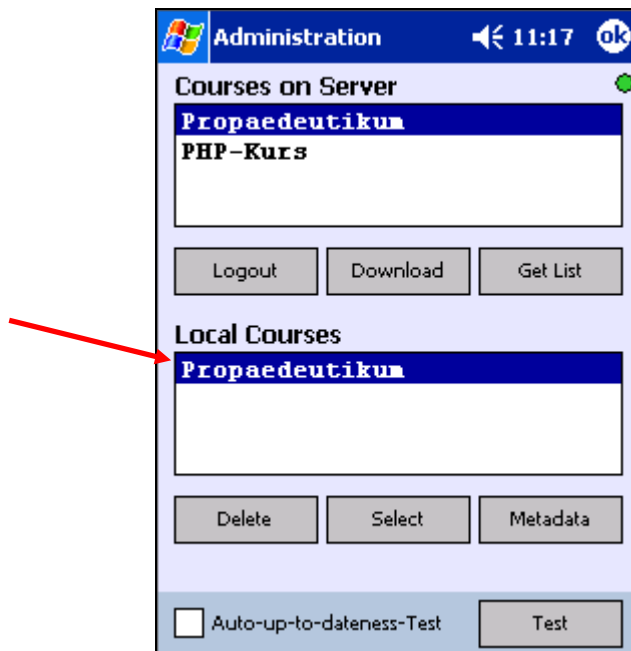 Administration 11:17 ok
Courses on Server
Propaedeutikum
PHP-Kurs
Logout Download Get List
Local Courses
Propaedeutikum
Delete Select Metadata
Auto-up-to-dateness-Test Test